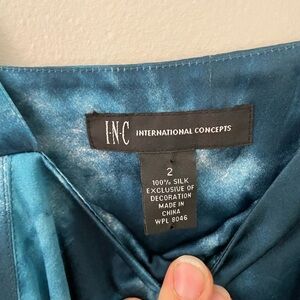 I·N·C INTERNATIONAL CONCEPTS
2
100% SILK
EXCLUSIVE OF
DECORATION
MADE IN
CHINA
WPL 8046